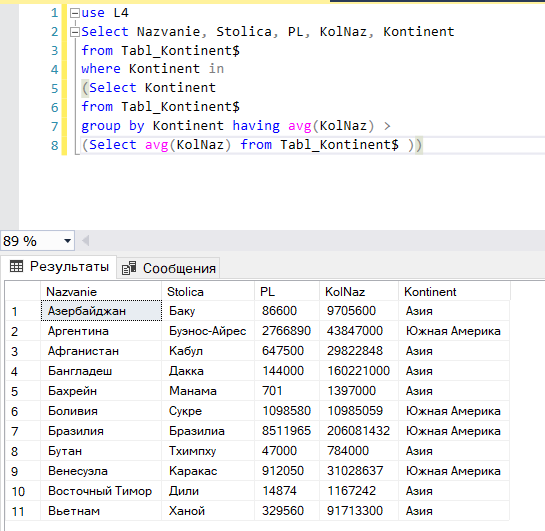 1 use L4
2 Select Nazvanie, Stolica, PL, KolNaz, Kontinent
3 from Tabl_Kontinent$
4 where Kontinent in
5 (Select Kontinent
6 from Tabl_Kontinent$
7 group by Kontinent having avg(KolNaz) >
8 (Select avg(KolNaz) from Tabl_Kontinent$ ))
89 %
Результаты Сообщения
Nazvanie Stolica PL KolNaz Kontinent
1 Азербайджан Баку 86600 9705600 Азия
2 Аргентина Буэнос-Айрес 2766890 43847000 Южная Америка
3 Афганистан Кабул 647500 29822848 Азия
4 Бангладеш Дакка 144000 160221000 Азия
5 Бахрейн Манама 701 1397000 Азия
6 Боливия Сукре 1098580 10985059 Южная Америка
7 Бразилия Бразилиа 8511965 206081432 Южная Америка
8 Бутан Тхимпху 47000 784000 Азия
9 Венесуэла Каракас 912050 31028637 Южная Америка
10 Восточный Тимор Дили 14874 1167242 Азия
11 Вьетнам Ханой 329560 91713300 Азия